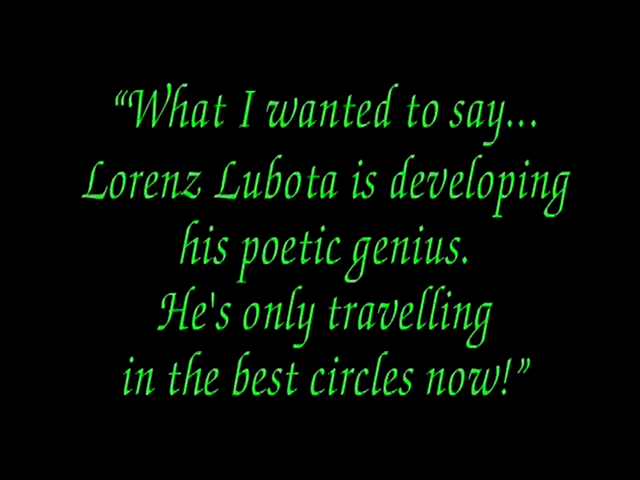 “What I wanted to say...
Lorenz Lubota is developing
his poetic genius.
He's only travelling
in the best circles now!”